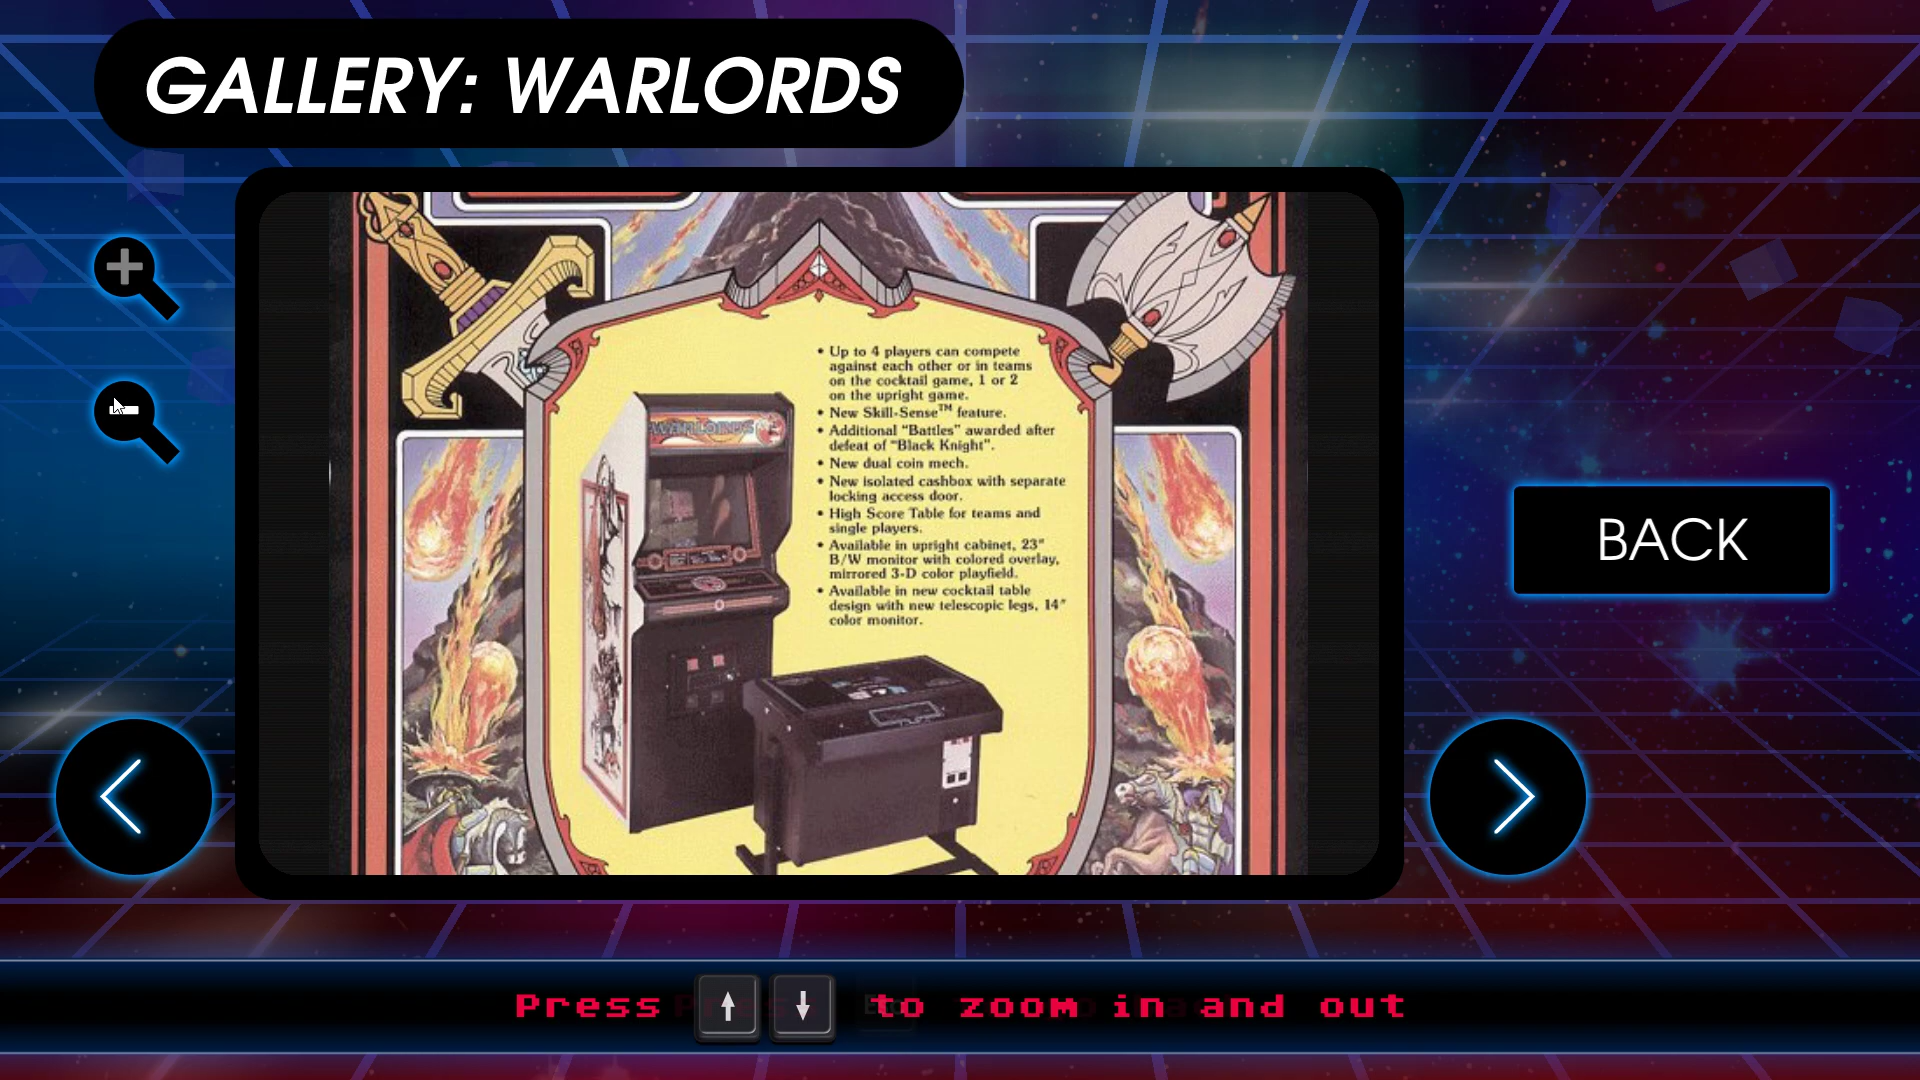 GALLERY: WARLORDS
• Up to 4 players can compete
against each other or in teams
on the cocktail game, 1 or 2
on the upright game.
• New Skill-Sense™ feature.
• Additional “Battles” awarded after
defeat of “Black Knight”.
• New dual coin mech.
• New isolated cashbox with separate
locking access door.
• High Score Table for teams and
single players.
• Available in upright cabinet, 23″
B/W monitor with colored overlay,
mirrored 3-D color playfield.
• Available in new cocktail table
design with new telescopic legs, 14″
color monitor.
WARLORDS
BACK
Press ↑ ↓ to zoom in and out